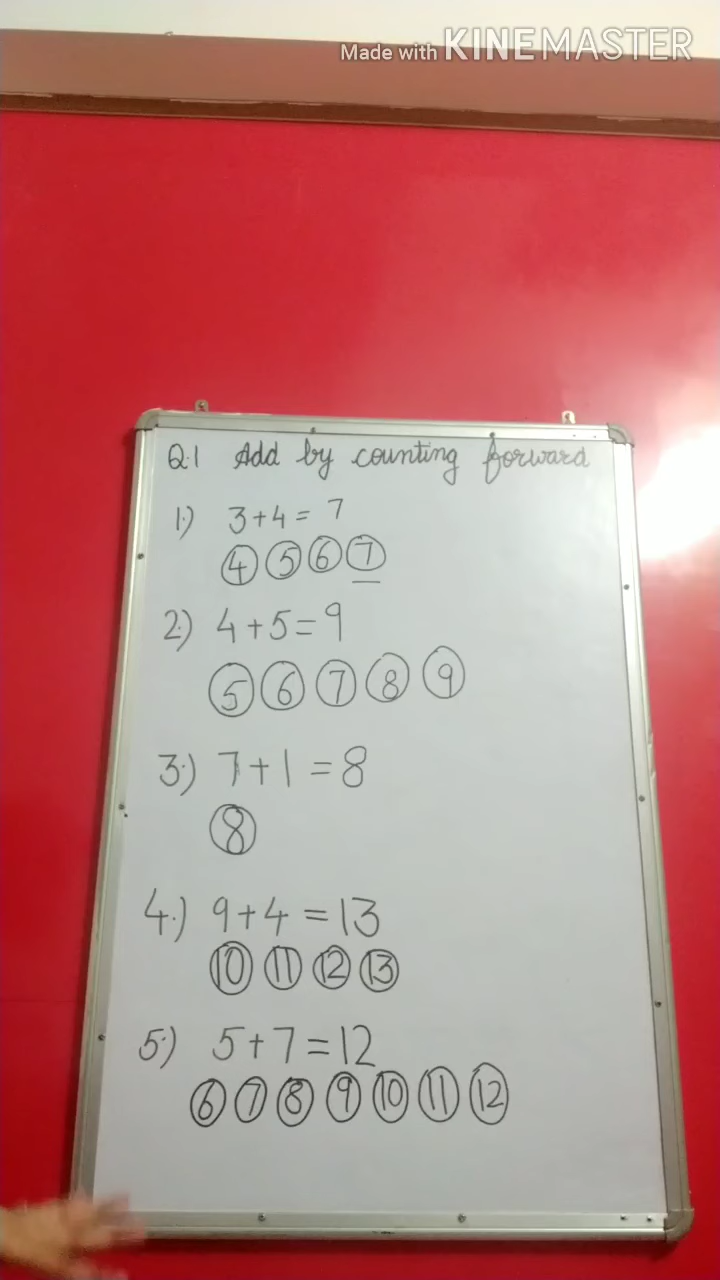 Made with KINEMASTER
Q.1 Add by counting forward
1.) 3+4= 7
4 5 6 7
2.) 4+5=9
5 6 7 8 9
3.) 7+1=8
8
4.) 9+4=13
10 11 12 13
5.) 5+7=12
6 7 8 9 10 11 12